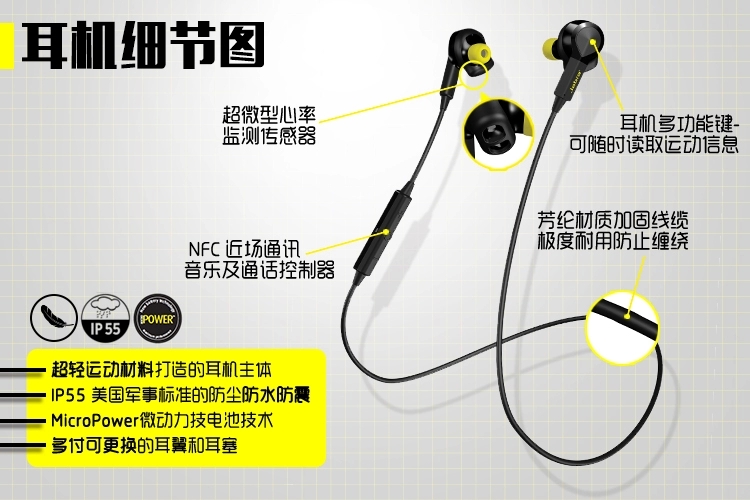 耳机细节图
超微型心率
监测传感器
耳机多功能键-
可随时读取运动信息
Jabra
NFC 近场通讯
音乐及通话控制器
芳纶材质加固线缆
极度耐用防止缠绕
IP55
POWER
超轻运动材料打造的耳机主体
IP55 美国军事标准的防尘防水防震
MicroPower微动力技电池技术
多付可更换的耳翼和耳塞